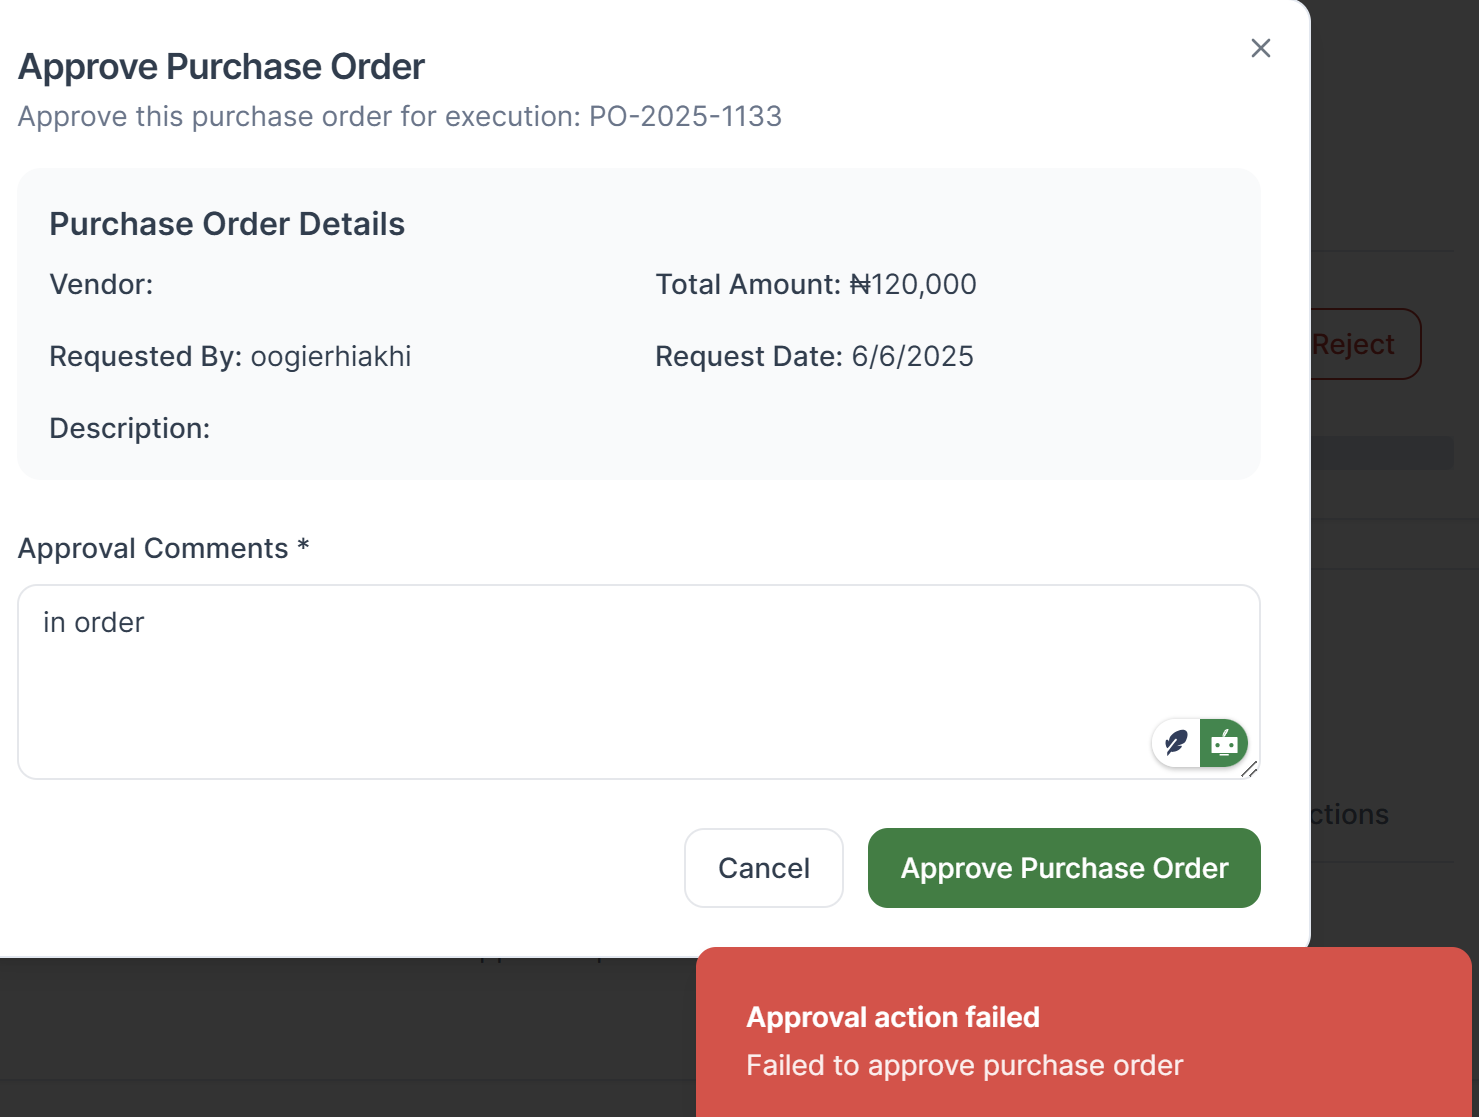 Approve Purchase Order
Approve this purchase order for execution: PO-2025-1133
Purchase Order Details
Vendor:
Total Amount: ₦120,000
Requested By: oogierhiakhi
Request Date: 6/6/2025
Reject
Description:
Approval Comments *
in order
ctions
Cancel
Approve Purchase Order
Approval action failed
Failed to approve purchase order